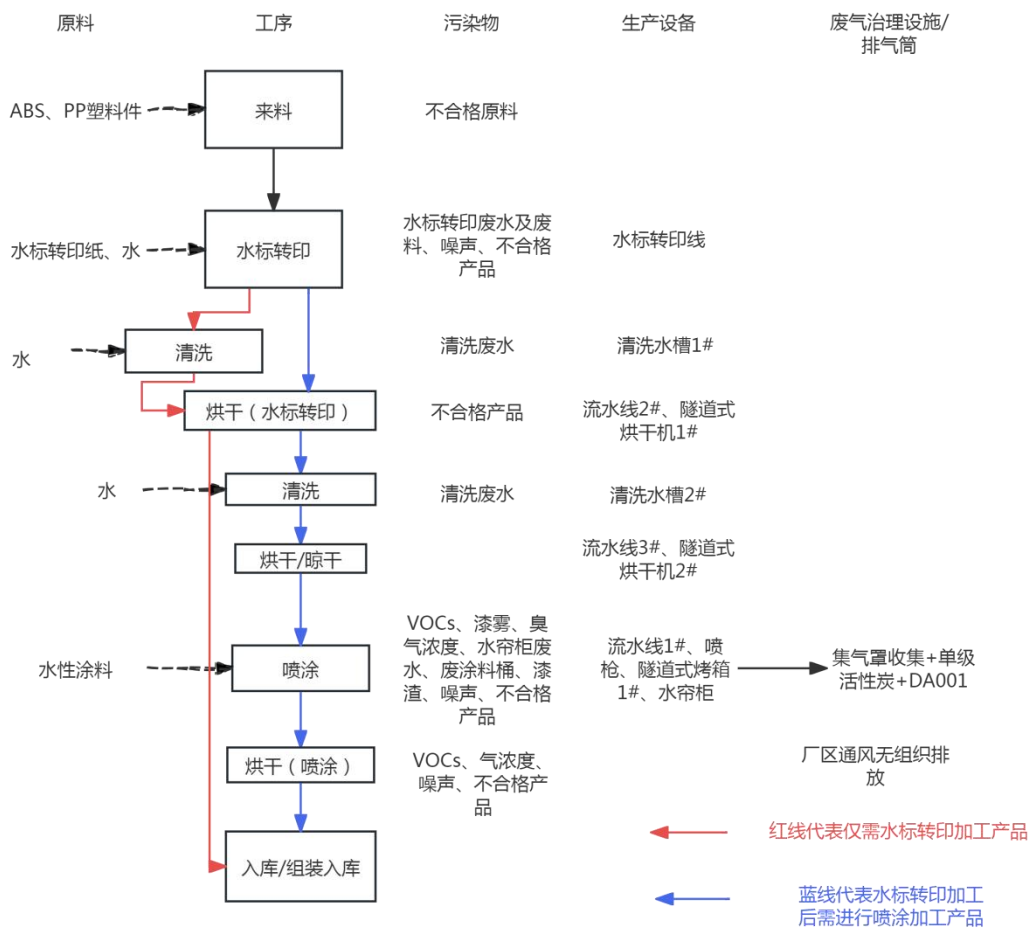 原料
工序
污染物
生产设备
废气治理设施/
排气筒
ABS、PP塑料件
来料
不合格原料
水标转印纸、水
水标转印
水标转印废水及废
料、噪声、不合格
产品
水标转印线
水
清洗
清洗废水
清洗水槽1#
烘干（水标转印）
不合格产品
流水线2#、隧道式
烘干机1#
水
清洗
清洗废水
清洗水槽2#
烘干/晾干
流水线3#、隧道式
烘干机2#
水性涂料
喷涂
VOCs、漆雾、臭
气浓度、水帘柜废
水、废涂料桶、漆
渣、噪声、不合格
产品
流水线1#、喷
枪、隧道式烤箱
1#、水帘柜
集气罩收集+单级
活性炭+DA001
烘干（喷涂）
VOCs、气浓度、
噪声、不合格产
品
厂区通风无组织排
放
入库/组装入库
红线代表仅需水标转印加工产品
蓝线代表水标转印加工
后需进行喷涂加工产品